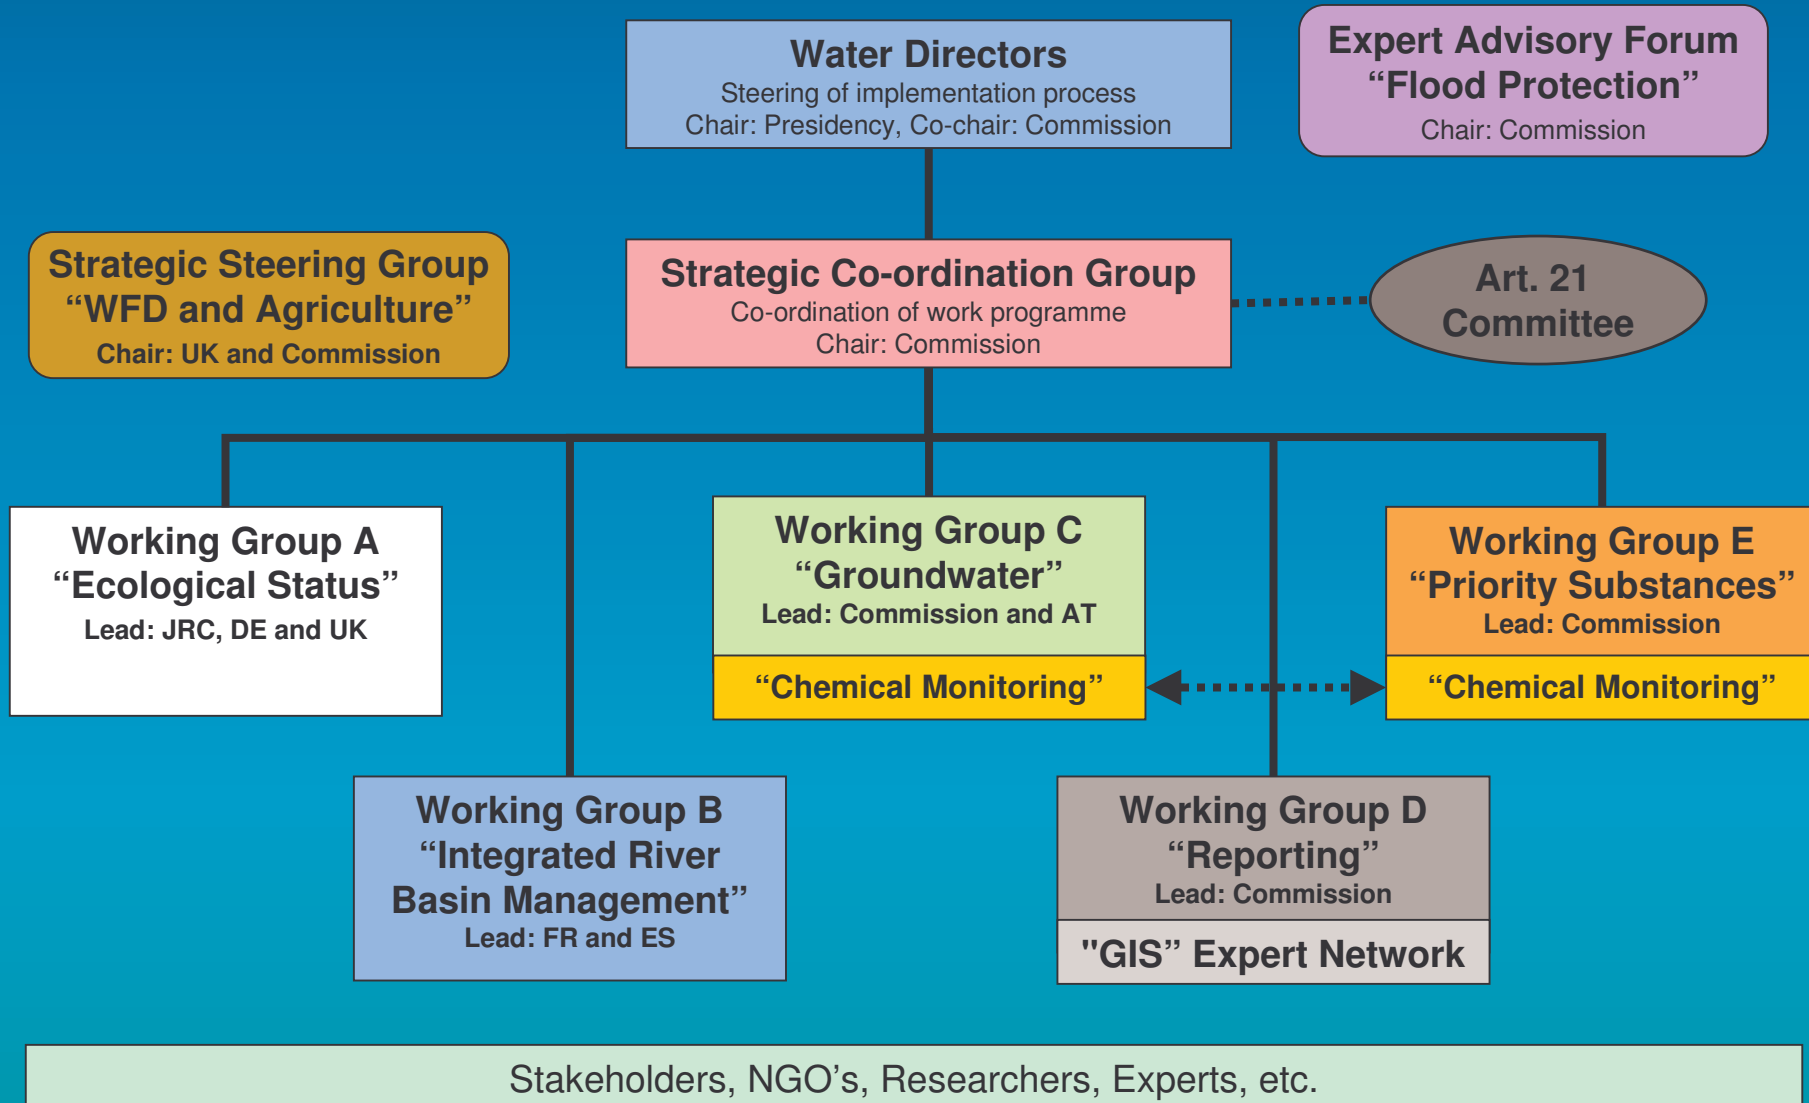 Water Directors
Steering of implementation process
Chair: Presidency, Co-chair: Commission
Expert Advisory Forum
“Flood Protection”
Chair: Commission
Strategic Steering Group
“WFD and Agriculture”
Chair: UK and Commission
Strategic Co-ordination Group
Co-ordination of work programme
Chair: Commission
Art. 21
Committee
Working Group A
“Ecological Status”
Lead: JRC, DE and UK
Working Group C
“Groundwater”
Lead: Commission and AT
“Chemical Monitoring”
Working Group E
“Priority Substances”
Lead: Commission
“Chemical Monitoring”
Working Group B
“Integrated River
Basin Management”
Lead: FR and ES
Working Group D
“Reporting”
Lead: Commission
"GIS” Expert Network
Stakeholders, NGO’s, Researchers, Experts, etc.